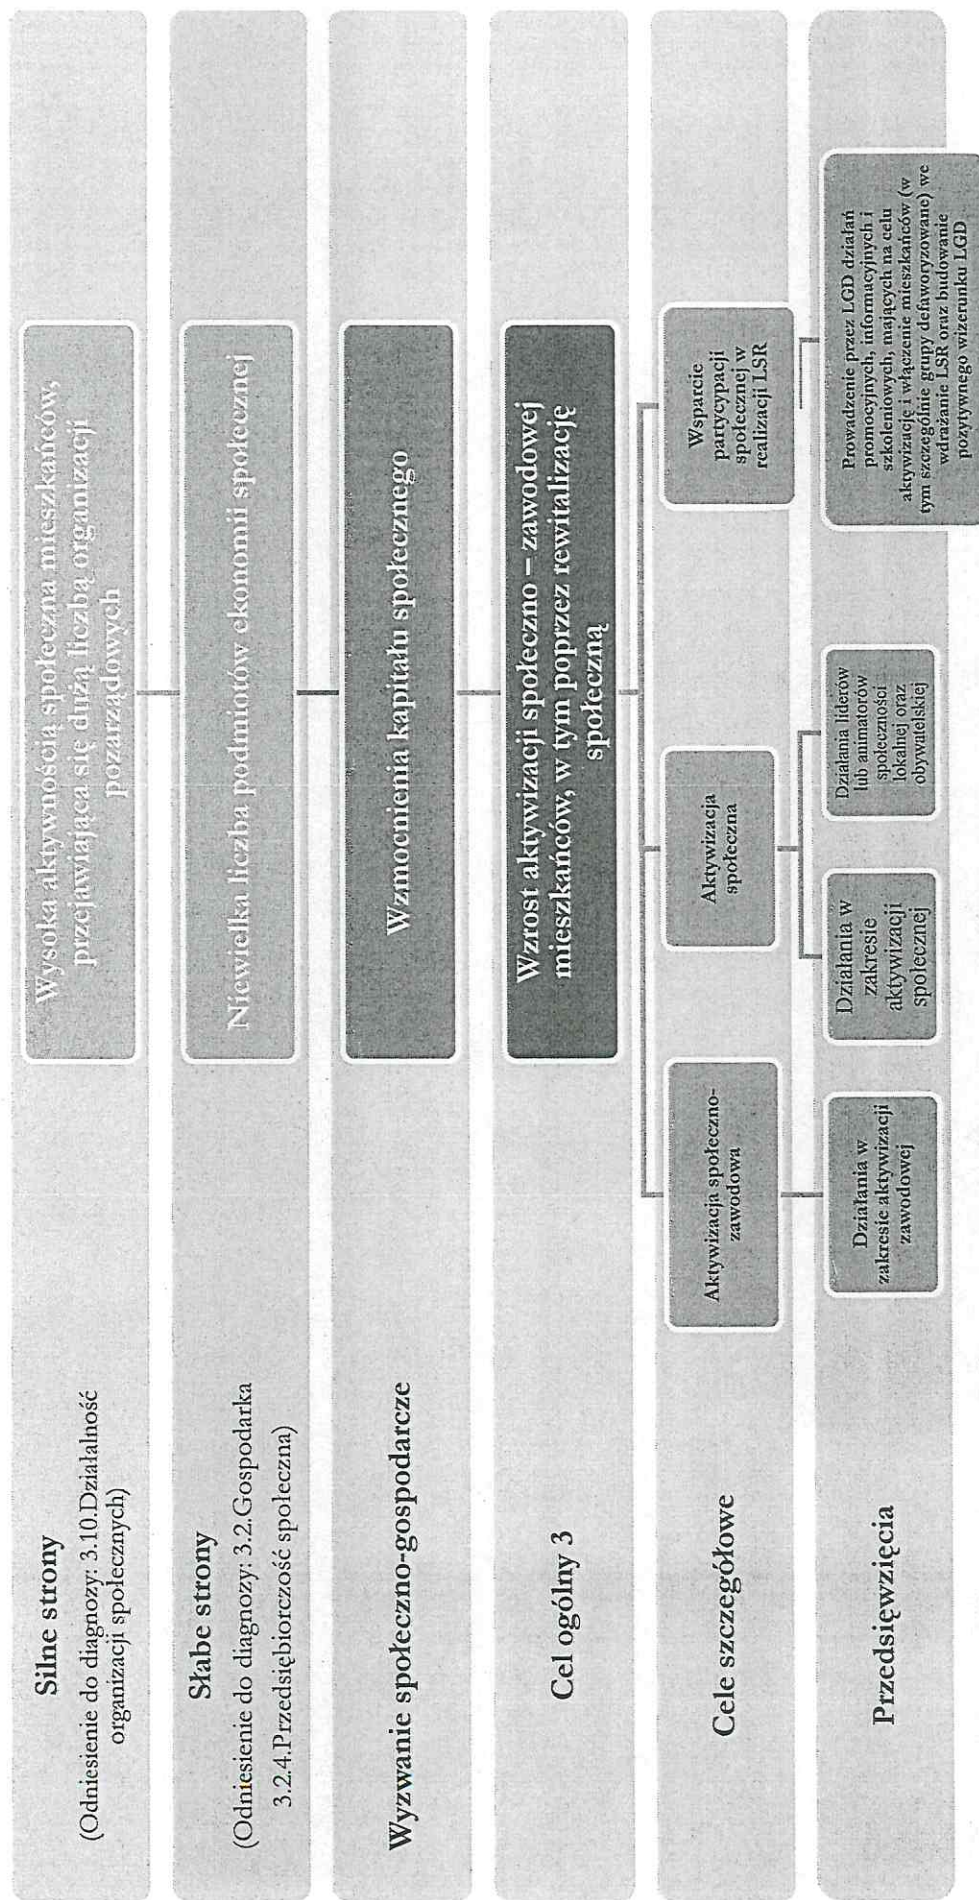 Silne strony
(Odniesienie do diagnozy: 3.10.Działalność
organizacji społecznych)
Wysoka aktywnością społeczna mieszkańców,
przejawiająca się dużą liczbą organizacji
pozarządowych
Słabe strony
(Odniesienie do diagnozy: 3.2.Gospodarka
3.2.4.Przedsiębiorczość społeczna)
Niewielka liczba podmiotów ekonomii społecznej
Wyzwanie społeczno-gospodarcze
Wzmocnienia kapitału społecznego
Cel ogólny 3
Wzrost aktywizacji społeczno – zawodowej
mieszkańców, w tym poprzez rewitalizację
społeczną
Cele szczegółowe
Aktywizacja społeczno-
zawodowa
Aktywizacja
społeczna
Wsparcie
partycypacji
społecznej w
realizacji LSR
Przedsięwzięcia
Działania w
zakresie aktywizacji
zawodowej
Działania w
zakresie
aktywizacji
społecznej
Działania liderów
lub animatorów
społeczności
lokalnej oraz
obywatelskiej
Prowadzenie przez LGD działań
promocyjnych, informacyjnych i
szkoleniowych, mających na celu
aktywizację i włączenie mieszkańców (w
tym szczególnie grupy defaworyzowane) we
wdrażanie LSR oraz budowanie
pozytywnego wizerunku LGD